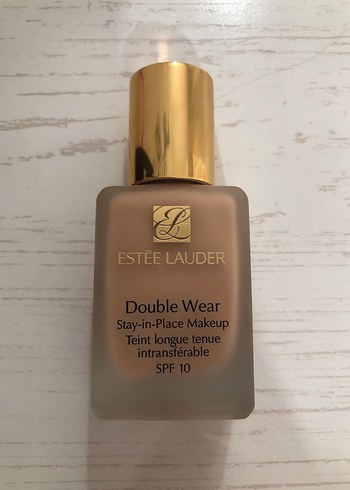 EL
ESTĒE LAUDER
Double Wear
Stay-in-Place Makeup
Teint longue tenue
intransférable
SPF 10